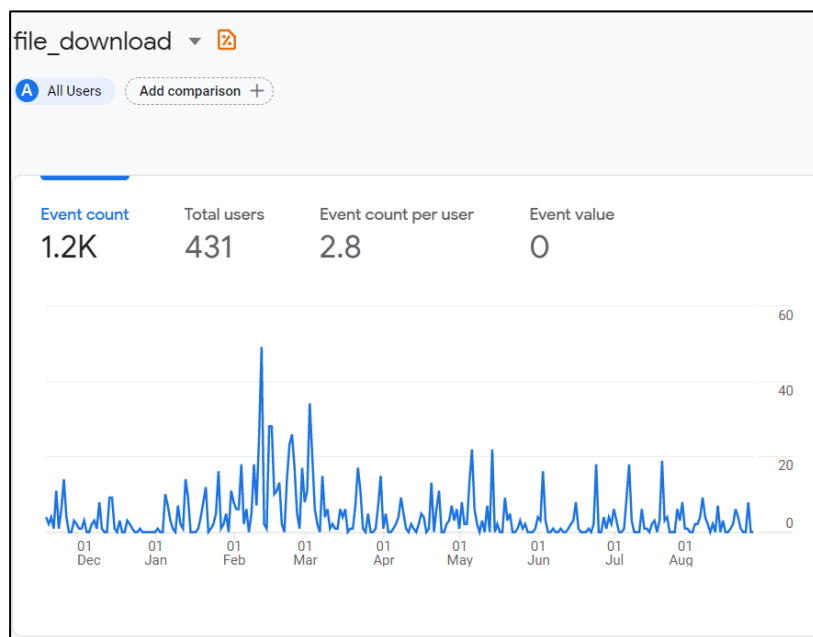 file_download
A All Users Add comparison +
Event count Total users Event count per user Event value
1.2K 431 2.8 0
60
40
20
0
01 01 01 01 01 01 01 01 01
Dec Jan Feb Mar Apr May Jun Jul Aug